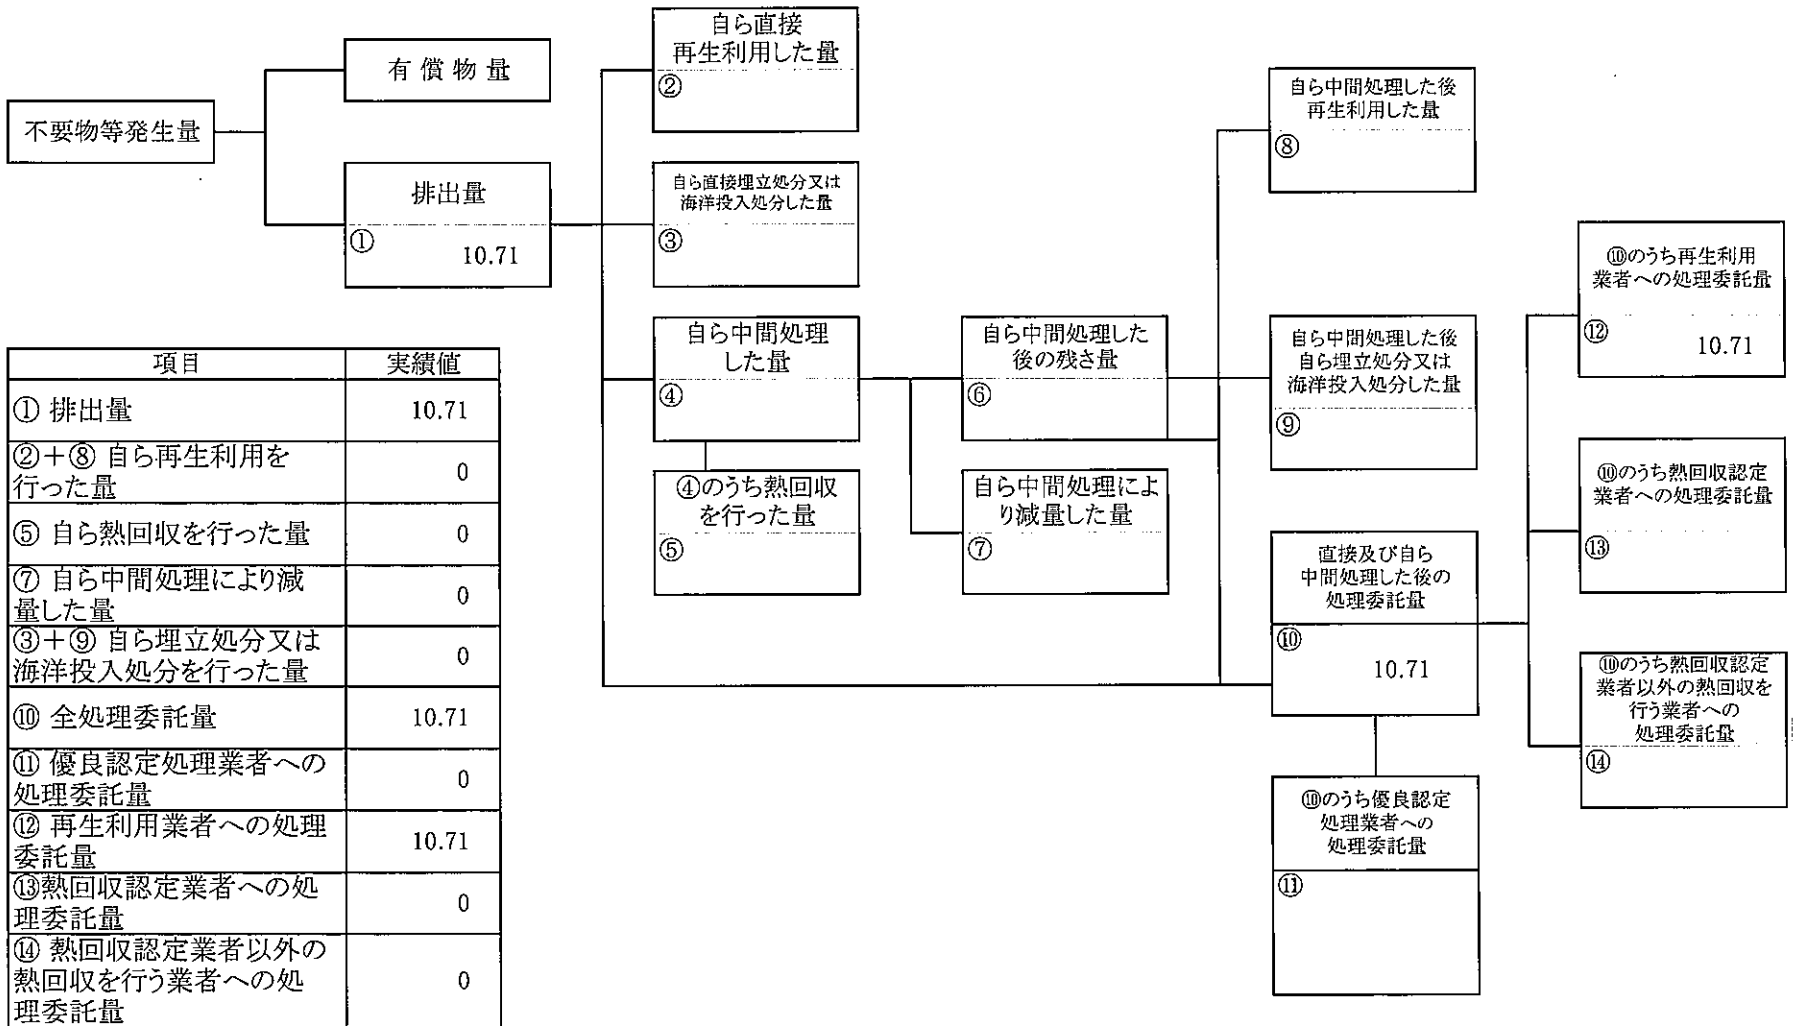 不要物等発生量
有償物量
排出量
①
10.71
自ら直接
再生利用した量
②
自ら直接埋立処分又は
海洋投入処分した量
③
自ら中間処理
した量
④
④のうち熱回収
を行った量
⑤
自ら中間処理した
後の残さ量
⑥
自ら中間処理によ
り減量した量
⑦
自ら中間処理した後
再生利用した量
⑧
自ら中間処理した後
自ら埋立処分又は
海洋投入処分した量
⑨
直接及び自ら
中間処理した後の
処理委託量
⑩
10.71
⑩のうち優良認定
処理業者への
処理委託量
⑪
⑩のうち再生利用
業者への処理委託量
⑫
10.71
⑩のうち熱回収認定
業者への処理委託量
⑬
⑩のうち熱回収認定
業者以外の熱回収を
行う業者への
処理委託量
⑭
項目 実績値
① 排出量 10.71
②+⑧ 自ら再生利用を
行った量 0
⑤ 自ら熱回収を行った量 0
⑦ 自ら中間処理により減
量した量 0
③+⑨ 自ら埋立処分又は
海洋投入処分を行った量 0
⑩ 全処理委託量 10.71
⑪ 優良認定処理業者への
処理委託量 0
⑫ 再生利用業者への処理
委託量 10.71
⑬熱回収認定業者への処
理委託量 0
⑭ 熱回収認定業者以外の
熱回収を行う業者への処
理委託量 0